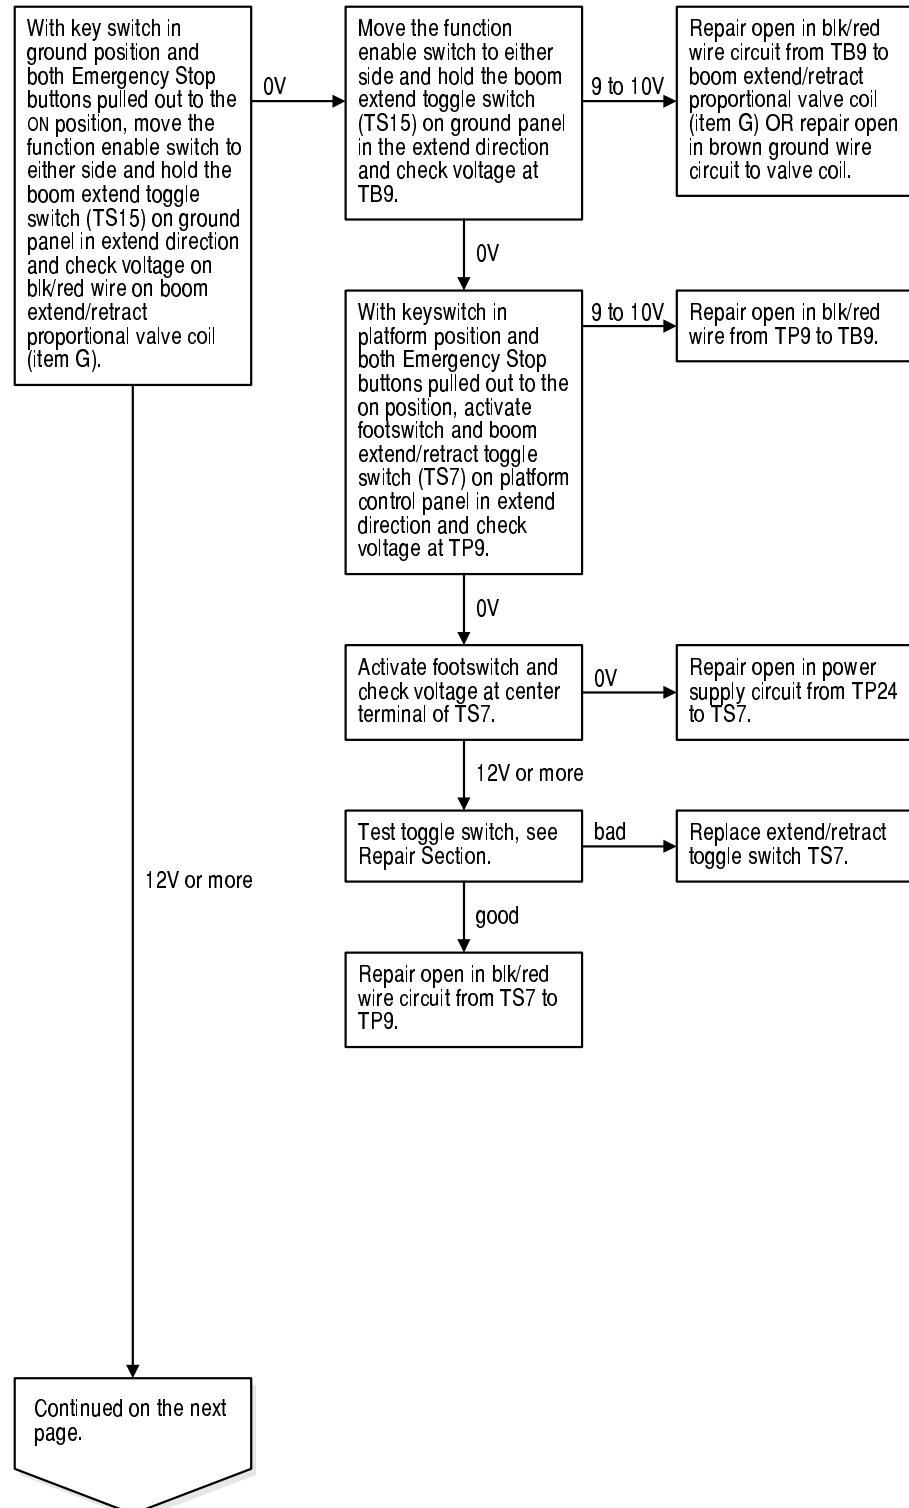 With key switch in
ground position and
both Emergency Stop
buttons pulled out to the
ON position, move the
function enable switch to
either side and hold the
boom extend toggle
switch (TS15) on ground
panel in extend direction
and check voltage on
blk/red wire on boom
extend/retract
proportional valve coil
(item G).
0V
Move the function
enable switch to either
side and hold the boom
extend toggle switch
(TS15) on ground panel
in the extend direction
and check voltage at
TB9.
9 to 10V
Repair open in blk/red
wire circuit from TB9 to
boom extend/retract
proportional valve coil
(item G) OR repair open
in brown ground wire
circuit to valve coil.
0V
With keyswitch in
platform position and
both Emergency Stop
buttons pulled out to the
on position, activate
footswitch and boom
extend/retract toggle
switch (TS7) on platform
control panel in extend
direction and check
voltage at TP9.
9 to 10V
Repair open in blk/red
wire from TP9 to TB9.
0V
Activate footswitch and
check voltage at center
terminal of TS7.
0V
Repair open in power
supply circuit from TP24
to TS7.
12V or more
Test toggle switch, see
Repair Section.
bad
Replace extend/retract
toggle switch TS7.
good
Repair open in blk/red
wire circuit from TS7 to
TP9.
12V or more
Continued on the next
page.